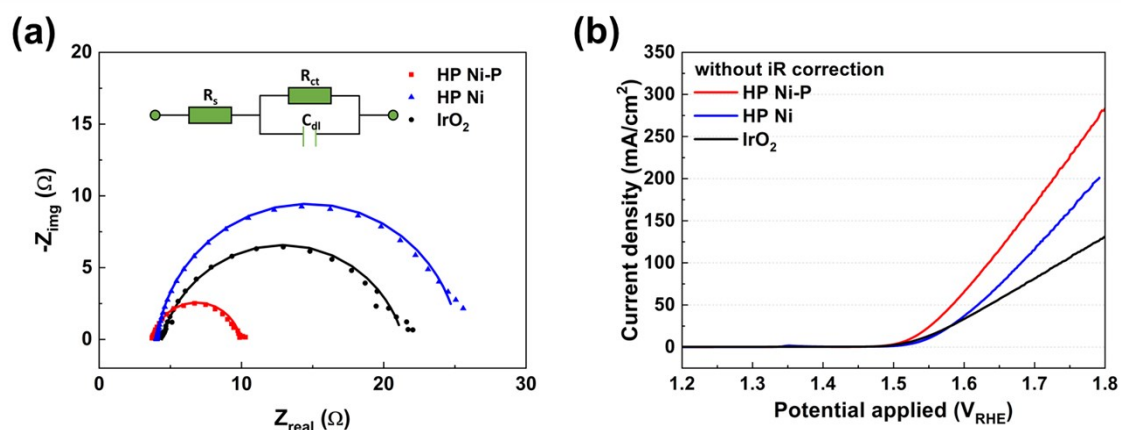 (a)
20
15
10
5
0
0
10
20
30
-Z_img (Ω)
Z_real (Ω)
R_s
R_ct
C_dl
HP Ni-P
HP Ni
IrO₂
(b)
350
300
250
200
150
100
50
0
1.2
1.3
1.4
1.5
1.6
1.7
1.8
Current density (mA/cm²)
Potential applied (V_RHE)
without iR correction
HP Ni-P
HP Ni
IrO₂